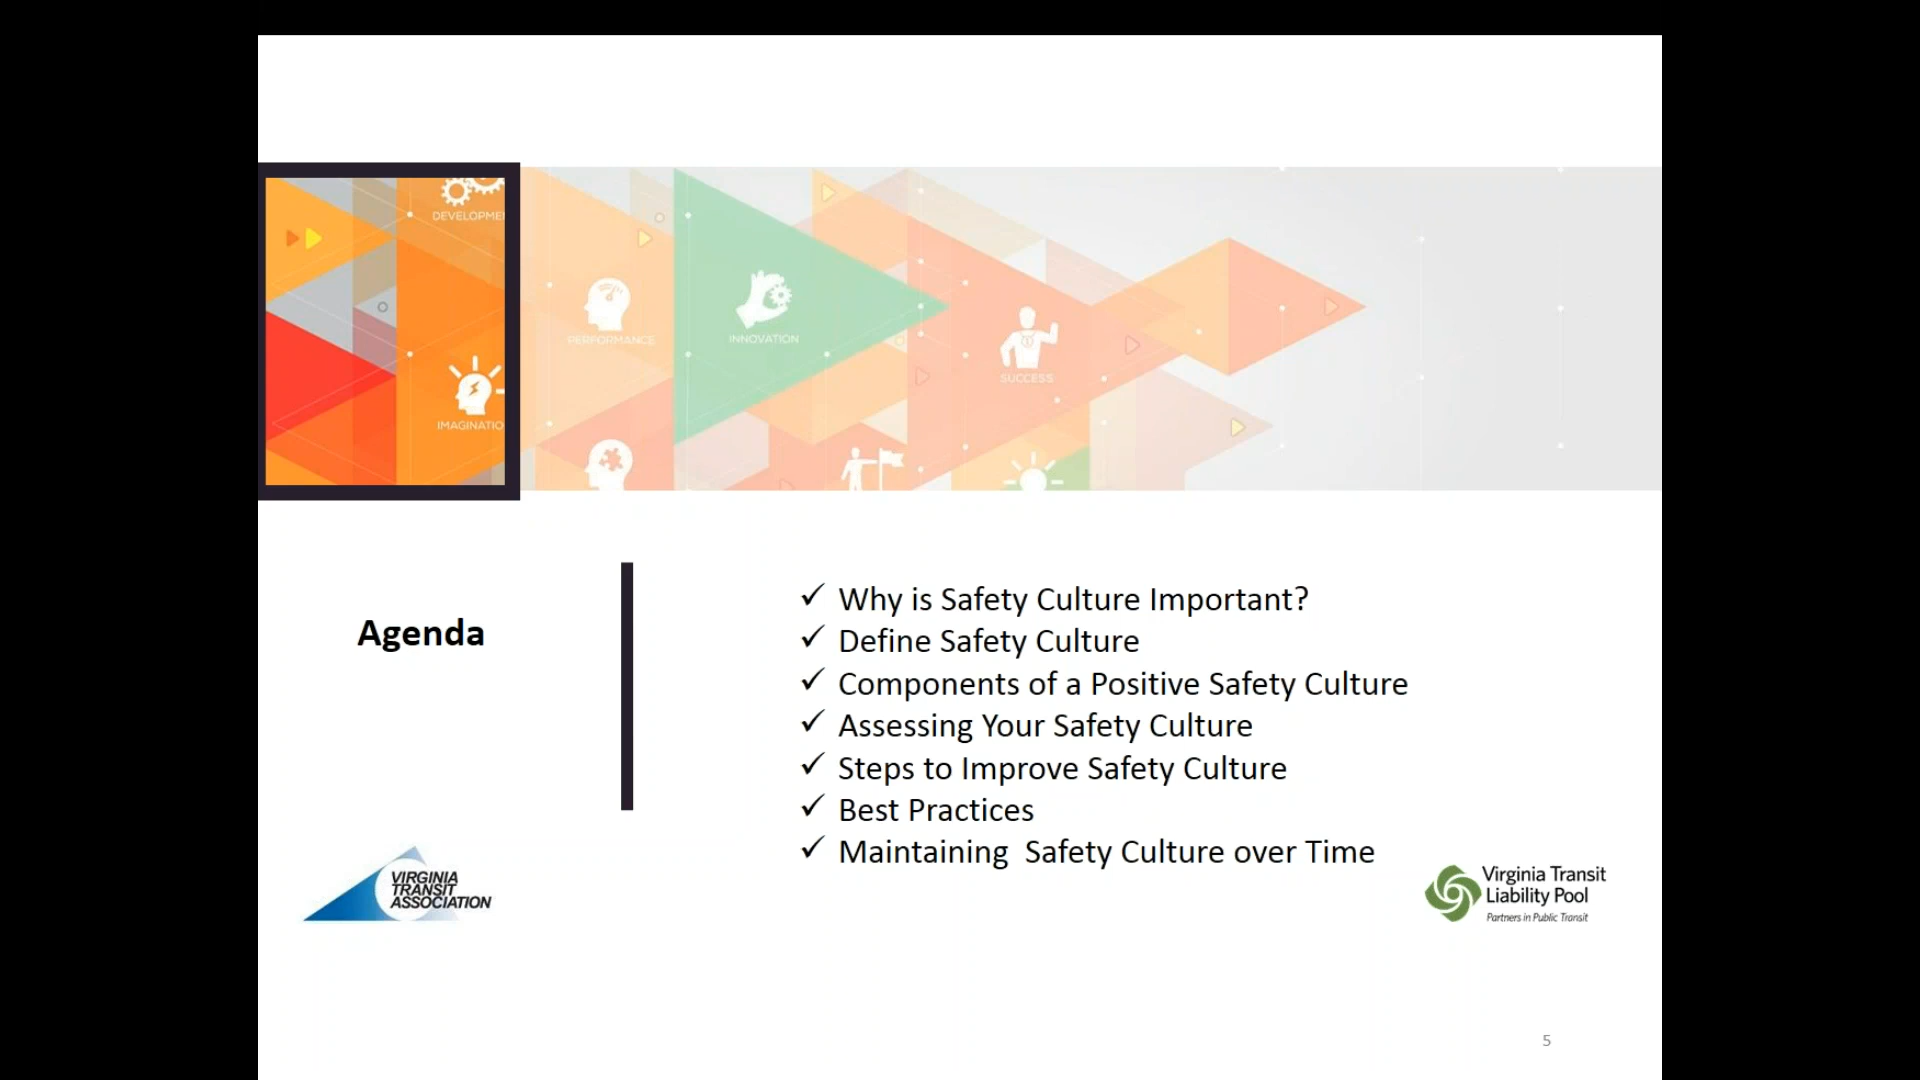 DEVELOPMEN
IMAGINATIO
PERFORMANCE
INNOVATION
SUCCESS
Agenda
✓ Why is Safety Culture Important?
✓ Define Safety Culture
✓ Components of a Positive Safety Culture
✓ Assessing Your Safety Culture
✓ Steps to Improve Safety Culture
✓ Best Practices
✓ Maintaining  Safety Culture over Time
VIRGINIA
TRANSIT
ASSOCIATION
Virginia Transit
Liability Pool
Partners in Public Transit
5